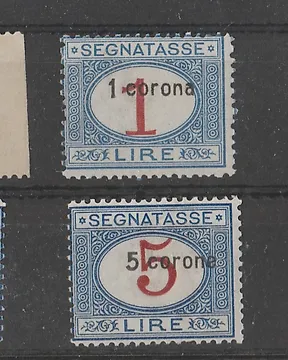 SEGNATASSE
1 corona
1
LIRE
SEGNATASSE
5 corone
5
LIRE